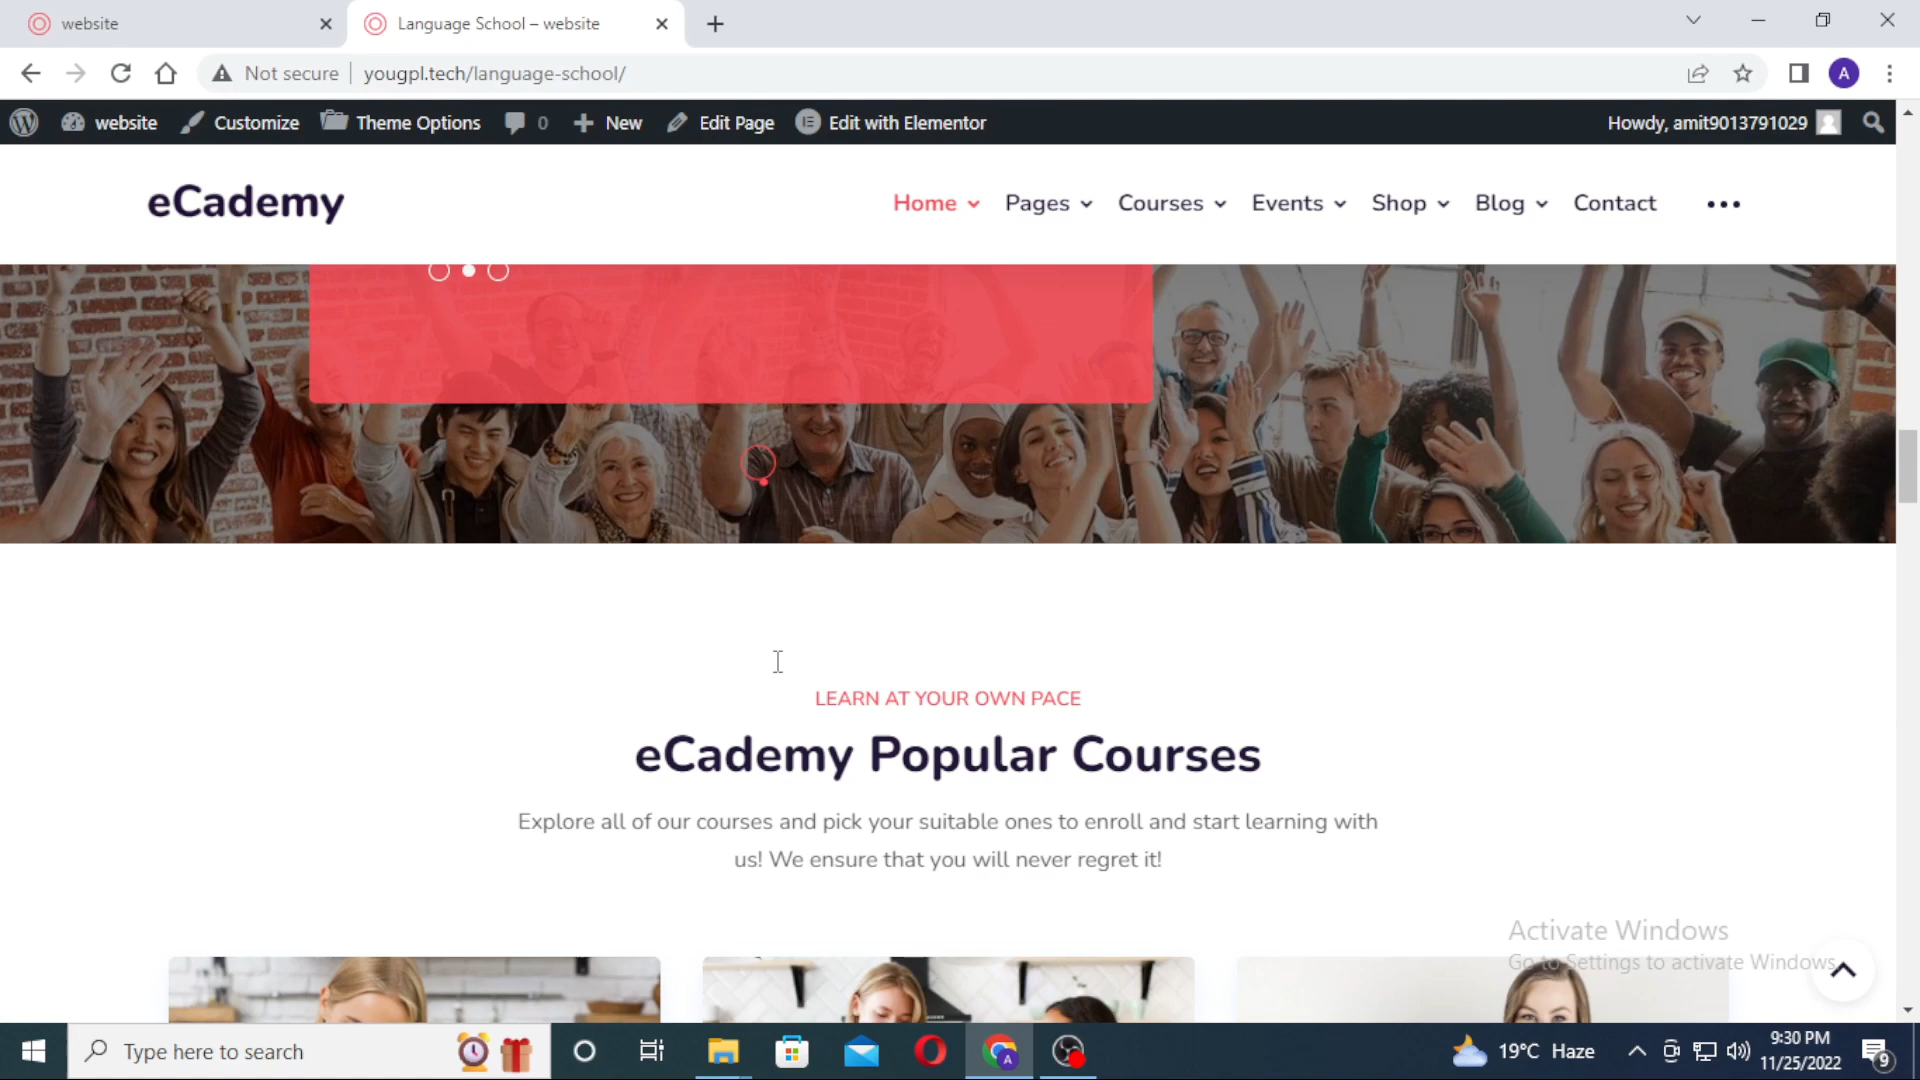 website
Language School – website
Not secure
yougpl.tech/language-school/
A
website
Customize
Theme Options
0
New
Edit Page
Edit with Elementor
Howdy, amit9013791029
eCademy
Home
Pages
Courses
Events
Shop
Blog
Contact
LEARN AT YOUR OWN PACE
eCademy Popular Courses
Explore all of our courses and pick your suitable ones to enroll and start learning with
us! We ensure that you will never regret it!
Activate Windows
Go to Settings to activate Windows.
Type here to search
A
19°C Haze
9:30 PM
11/25/2022
9